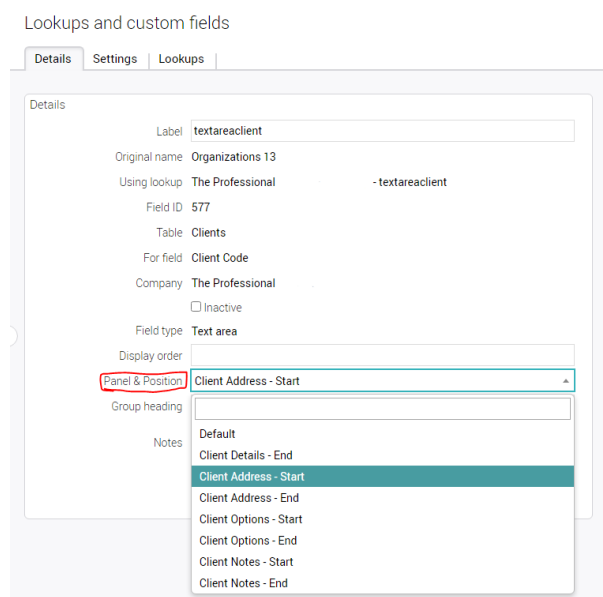 Lookups and custom fields
Details Settings Lookups
Details
Label textareaclient
Original name Organizations 13
Using lookup The Professional - textareaclient
Field ID 577
Table Clients
For field Client Code
Company The Professional
Inactive
Field type Text area
Display order
Panel & Position Client Address - Start
Group heading
Default
Notes
Client Details - End
Client Address - Start
Client Address - End
Client Options - Start
Client Options - End
Client Notes - Start
Client Notes - End